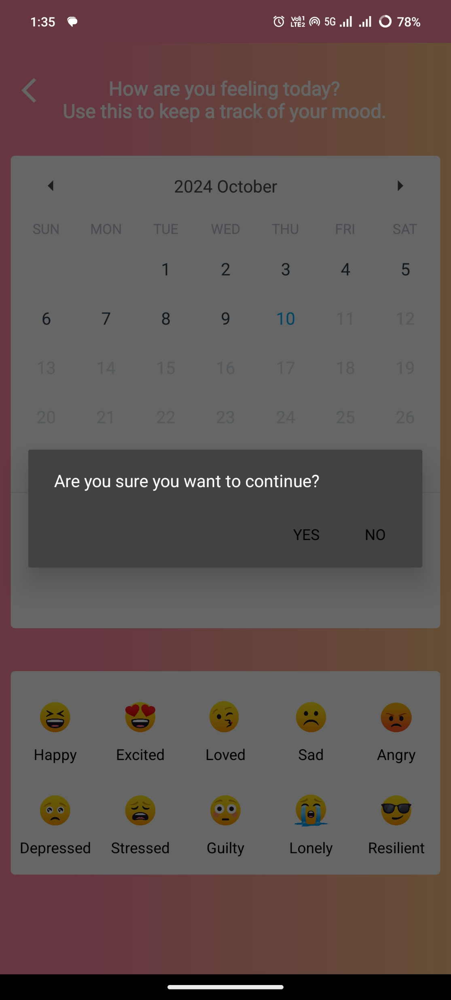 1:35 Vo)) 1 LTE2 5G 78%
How are you feeling today?
Use this to keep a track of your mood.
2024 October
SUN MON TUE WED THU FRI SAT
1 2 3 4 5
6 7 8 9 10 11 12
13 14 15 16 17 18 19
20 21 22 23 24 25 26
Are you sure you want to continue?
YES NO
Happy Excited Loved Sad Angry
Depressed Stressed Guilty Lonely Resilient